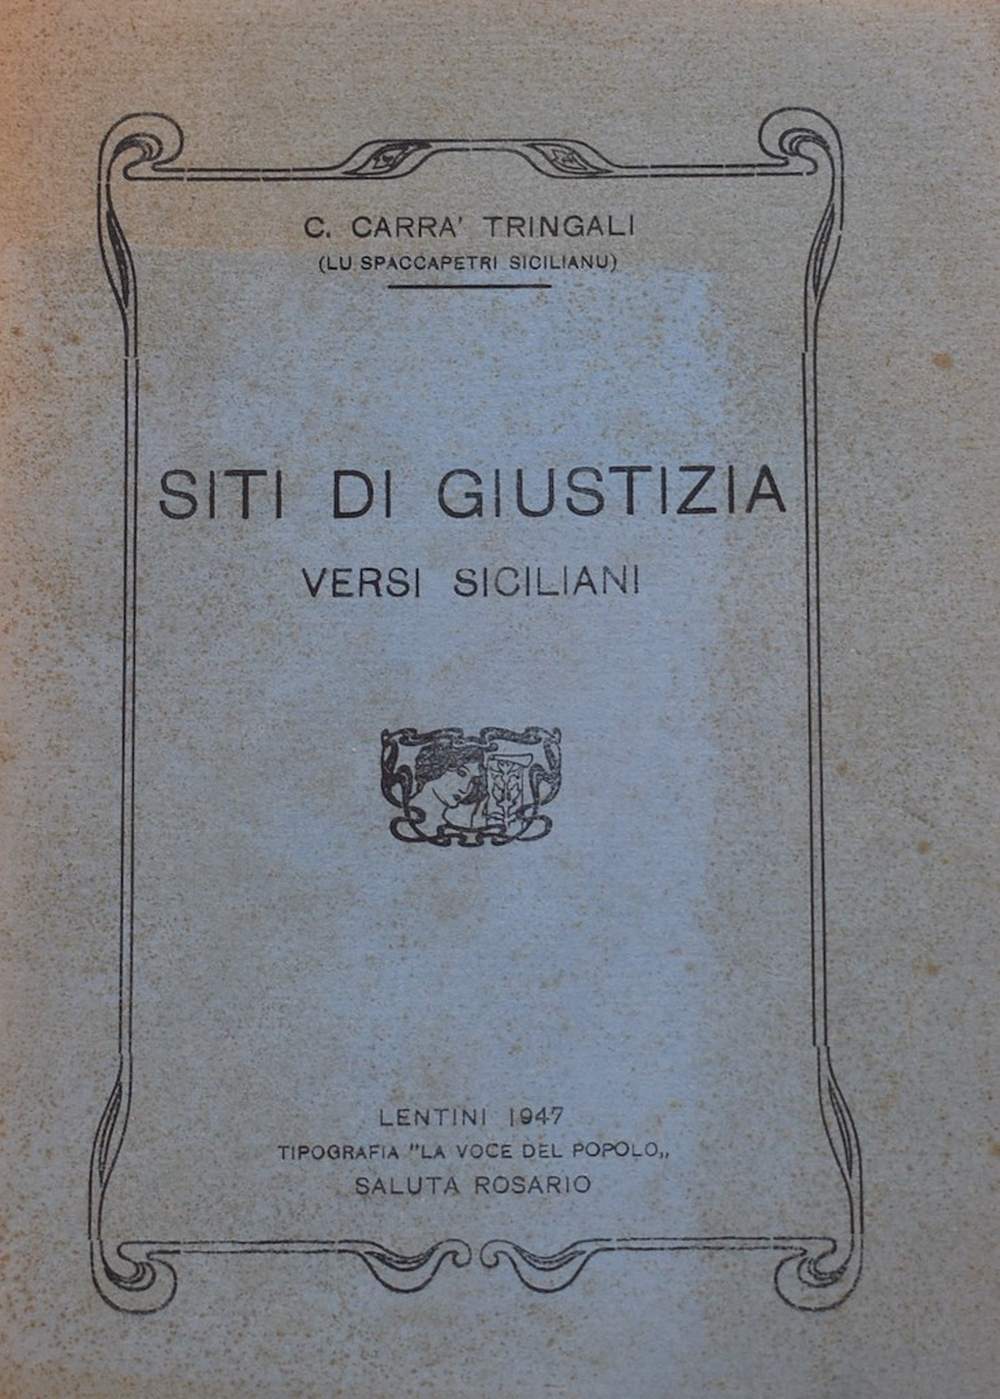 C. CARRA' TRINGALI
(LU SPACCAPETRI SICILIANU)
SITI DI GIUSTIZIA
VERSI SICILIANI
LENTINI 1947
TIPOGRAFIA "LA VOCE DEL POPOLO„
SALUTA ROSARIO